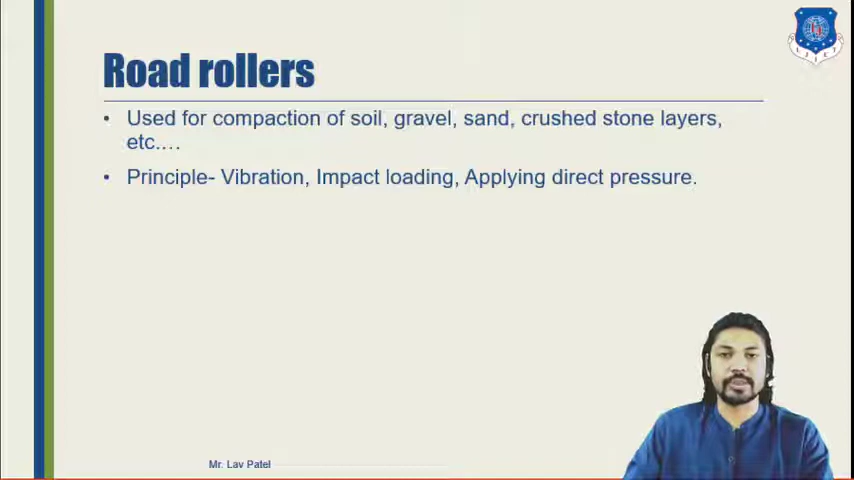 Road rollers
• Used for compaction of soil, gravel, sand, crushed stone layers,
etc.…
• Principle- Vibration, Impact loading, Applying direct pressure.
Mr. Lav Patel